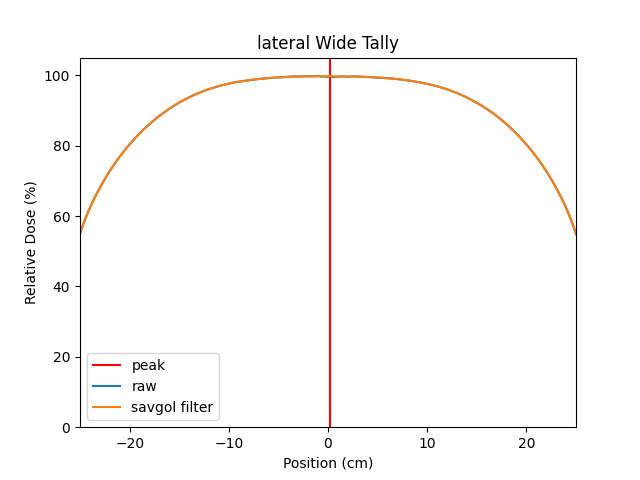 lateral Wide Tally
100
80
60
40
20
0
Relative Dose (%)
peak
raw
savgol filter
−20
−10
0
10
20
Position (cm)